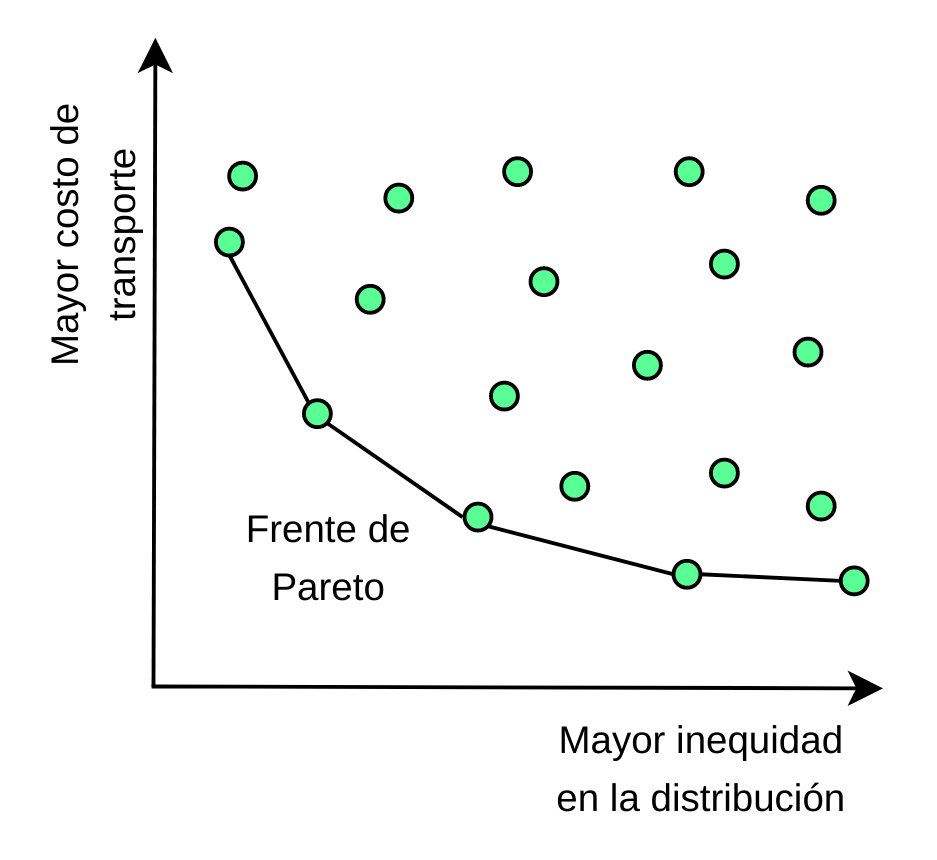 Mayor costo de
transporte
Frente de
Pareto
Mayor inequidad
en la distribución